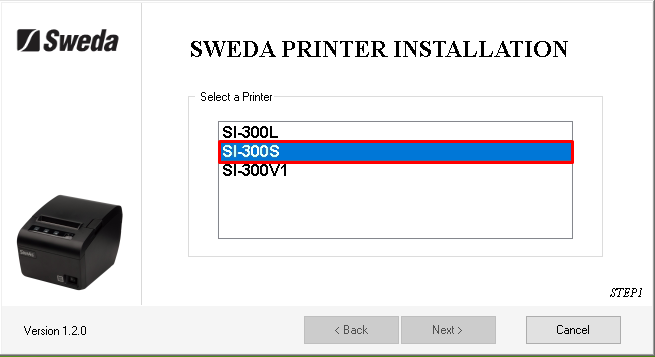 Sweda
SWEDA PRINTER INSTALLATION
Select a Printer
SI-300L
SI-300S
SI-300V1
Sweda
STEP1
Version 1.2.0
< Back
Next >
Cancel